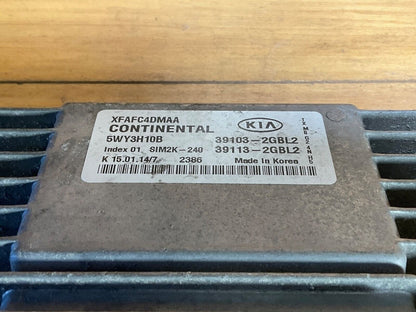 XFAFC4DMAA
CONTINENTAL
KIA
5WY3H10B 39103-2GBL2
Index 01 SIM2K-240 39113-2GBL2
K 15.01.14/7 2386 Made in Korea